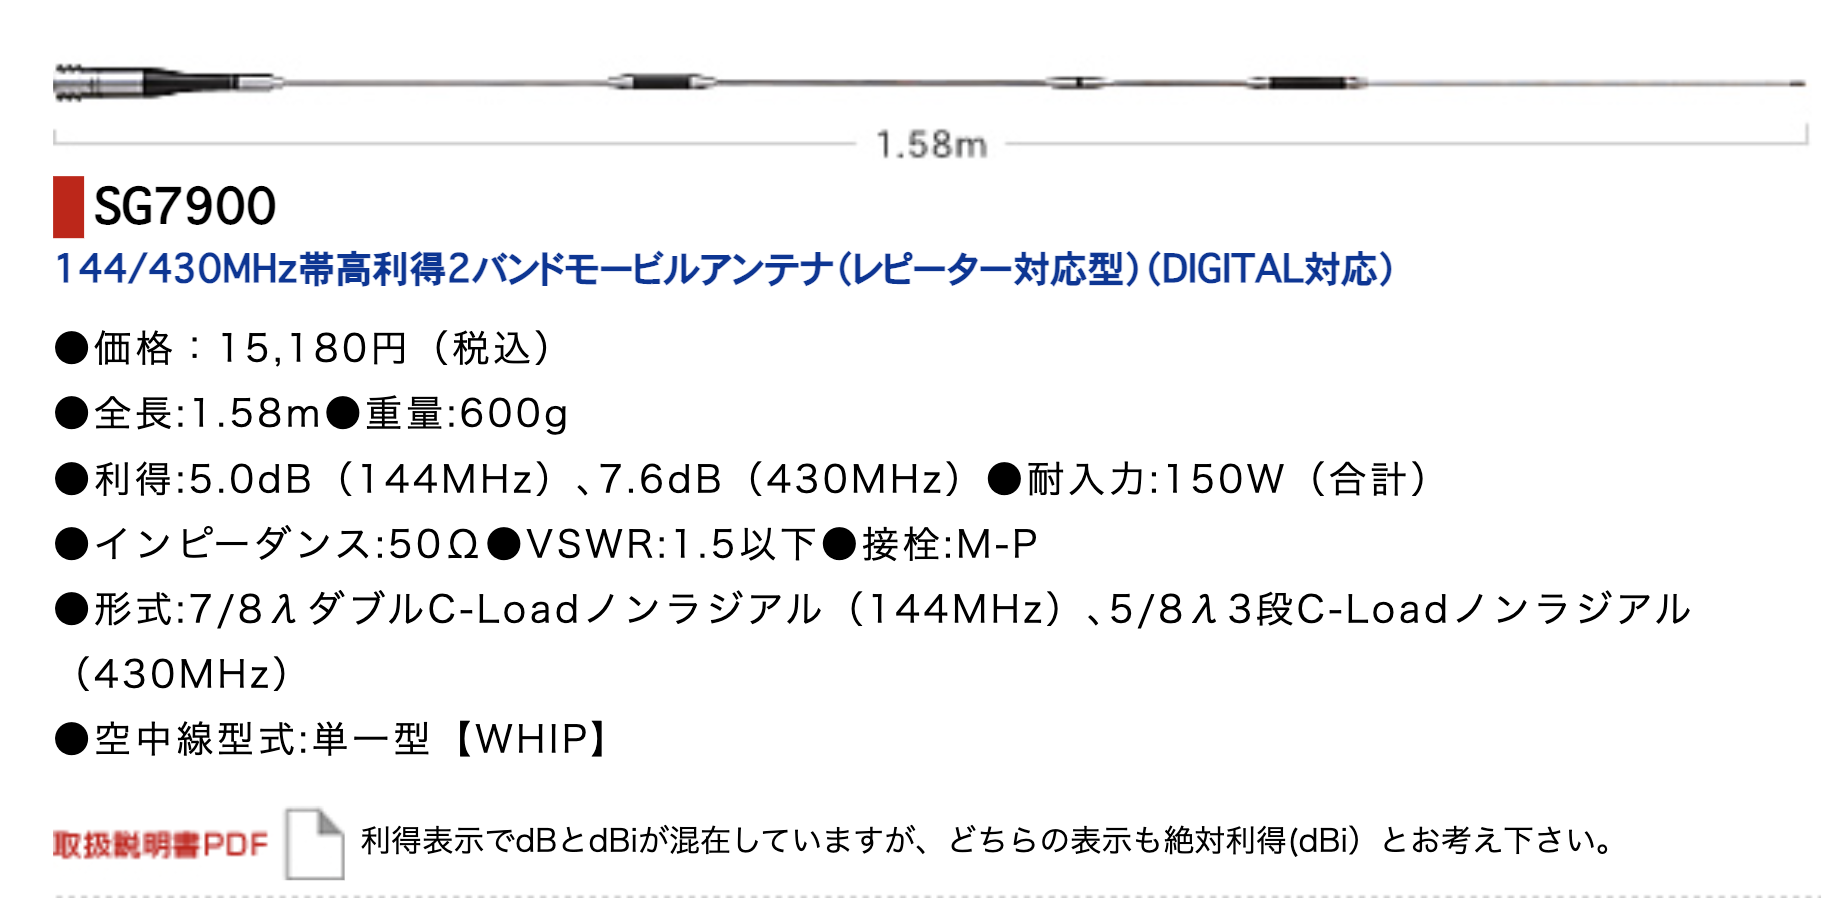 1.58m
SG7900
144/430MHz帯高利得2バンドモービルアンテナ（レピーター対応型）（DIGITAL対応）
●価格：15,180円（税込）
●全長:1.58m●重量:600g
●利得:5.0dB（144MHz）、7.6dB（430MHz）●耐入力:150W（合計）
●インピーダンス:50Ω●VSWR:1.5以下●接栓:M-P
●形式:7/8λダブルC-Loadノンラジアル（144MHz）、5/8λ3段C-Loadノンラジアル
（430MHz）
●空中線型式:単一型【WHIP】
取扱説明書PDF 利得表示でdBとdBiが混在していますが、どちらの表示も絶対利得(dBi）とお考え下さい。